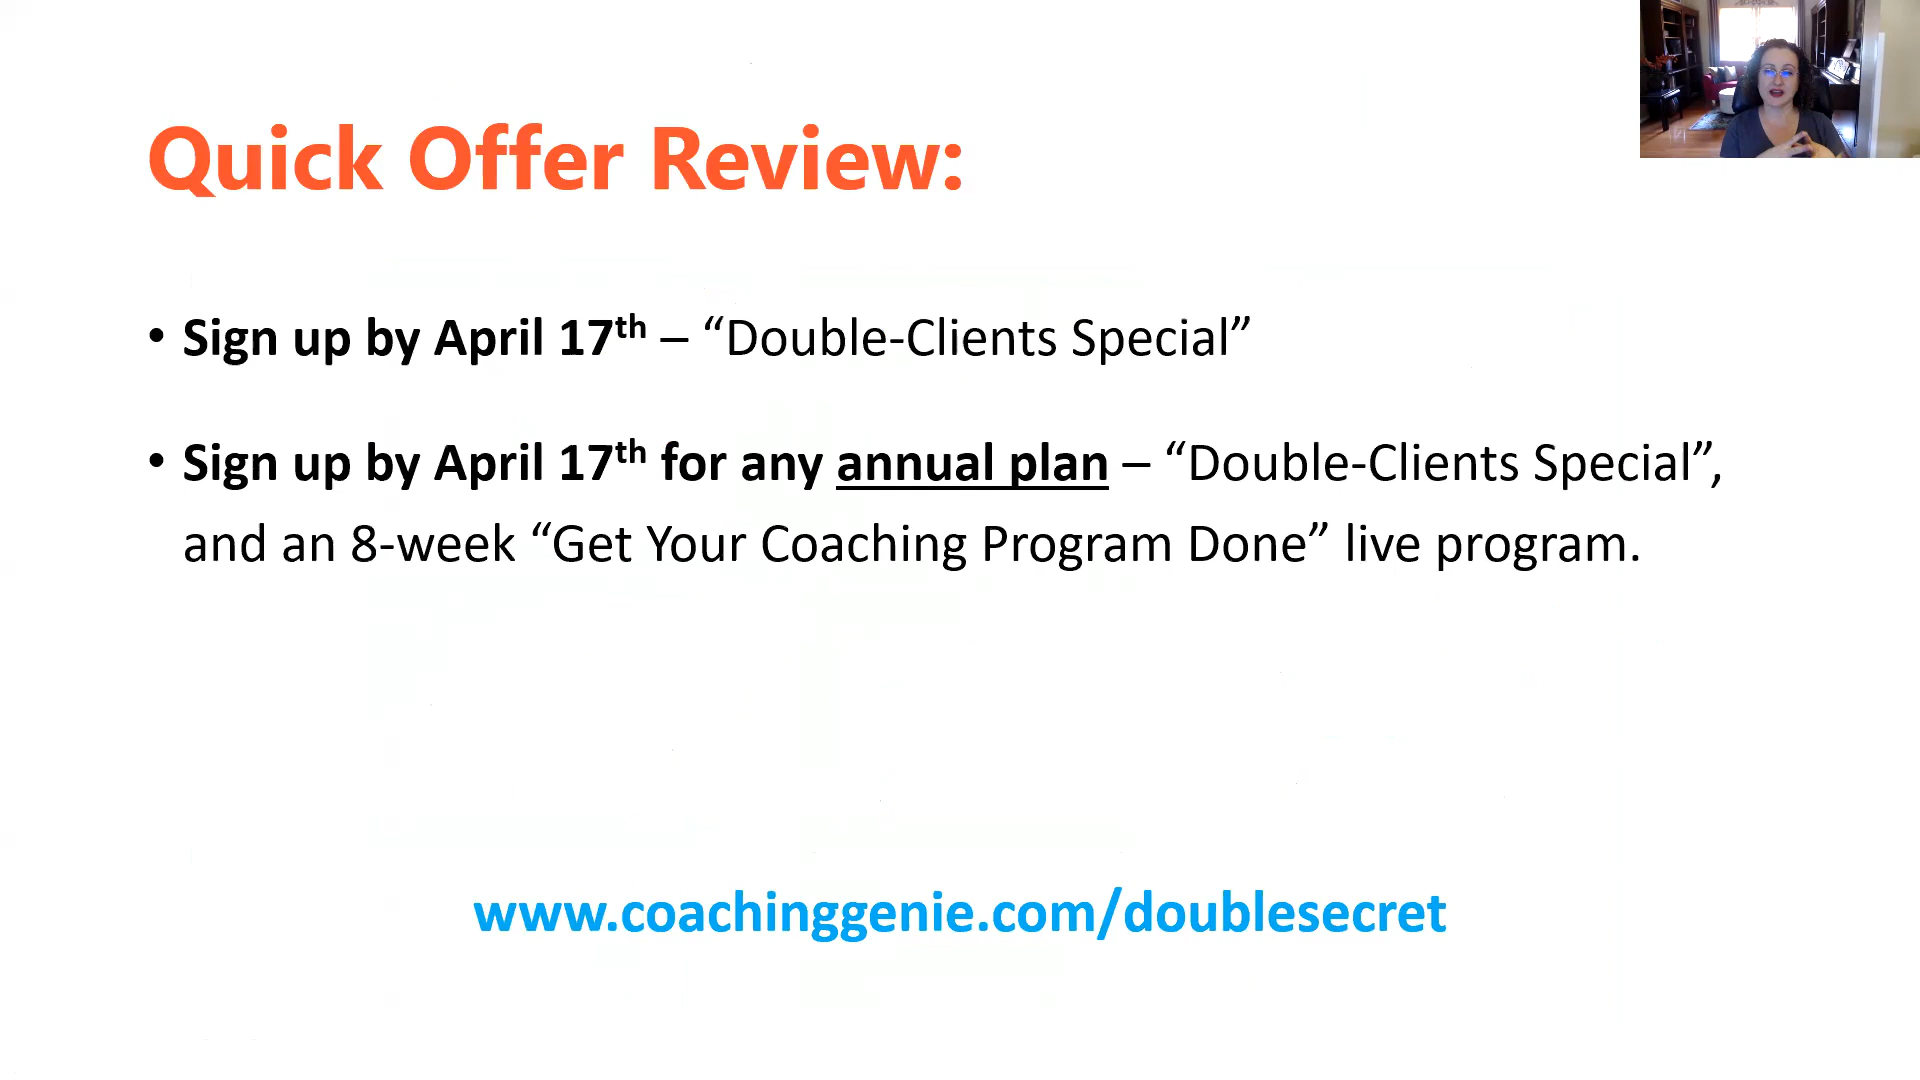 Quick Offer Review:
• Sign up by April 17th – “Double-Clients Special”
• Sign up by April 17th for any annual plan – “Double-Clients Special”,
and an 8-week “Get Your Coaching Program Done” live program.
www.coachinggenie.com/doublesecret